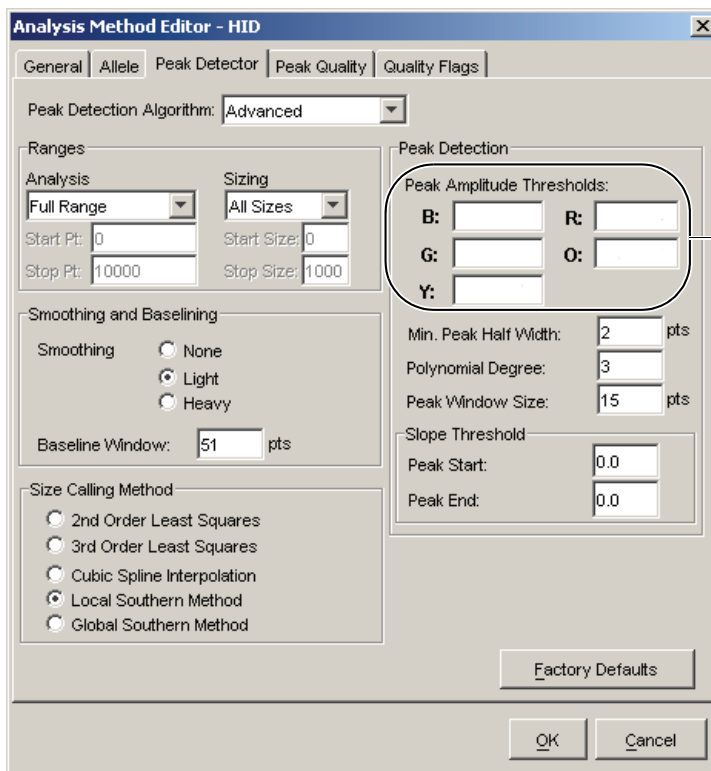 Analysis Method Editor - HID
General Allele Peak Detector Peak Quality Quality Flags
Peak Detection Algorithm: Advanced
Ranges
Analysis Sizing
Full Range All Sizes
Start Pt: 0 Start Size: 0
Stop Pt: 10000 Stop Size: 1000
Smoothing and Baselining
Smoothing None
Light
Heavy
Baseline Window: 51 pts
Size Calling Method
2nd Order Least Squares
3rd Order Least Squares
Cubic Spline Interpolation
Local Southern Method
Global Southern Method
Peak Detection
Peak Amplitude Thresholds:
B: R:
G: O:
Y:
Min. Peak Half Width: 2 pts
Polynomial Degree: 3
Peak Window Size: 15 pts
Slope Threshold
Peak Start: 0.0
Peak End: 0.0
Factory Defaults
OK Cancel